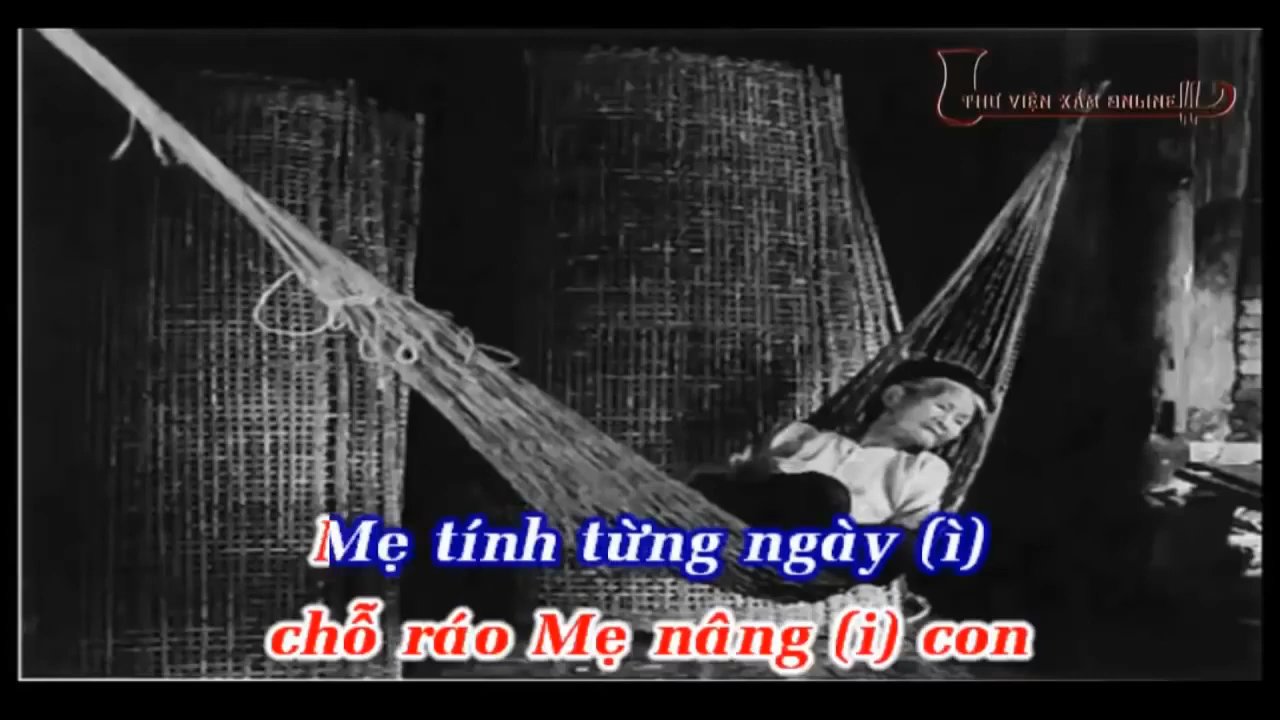 THƯ VIỆN XẨM ONLINE
Mẹ tính từng ngày (ì)
chỗ ráo Mẹ nâng (i) con